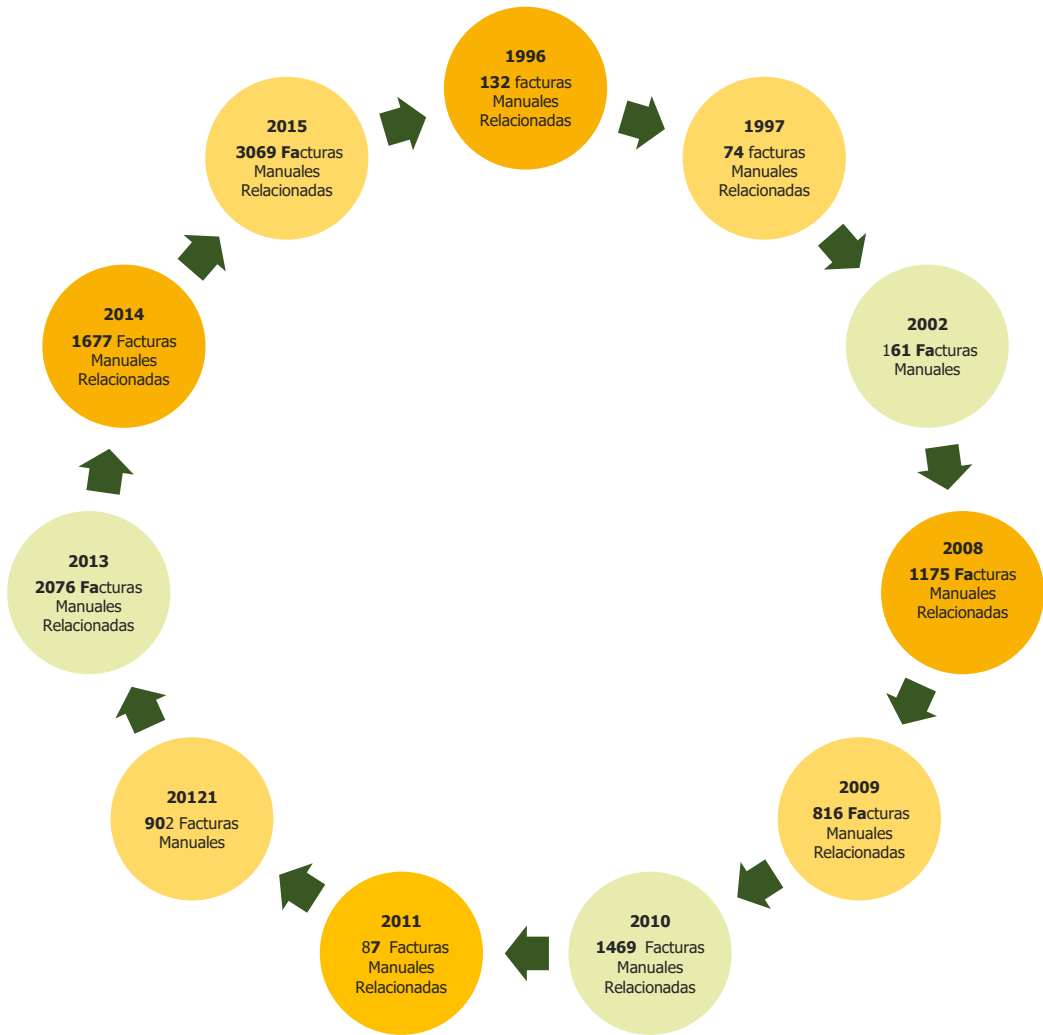 1996
132 facturas
Manuales
Relacionadas
1997
74 facturas
Manuales
Relacionadas
2002
161 Facturas
Manuales
2008
1175 Facturas
Manuales
Relacionadas
2009
816 Facturas
Manuales
Relacionadas
2010
1469 Facturas
Manuales
Relacionadas
2011
87 Facturas
Manuales
Relacionadas
20121
902 Facturas
Manuales
2013
2076 Facturas
Manuales
Relacionadas
2014
1677 Facturas
Manuales
Relacionadas
2015
3069 Facturas
Manuales
Relacionadas